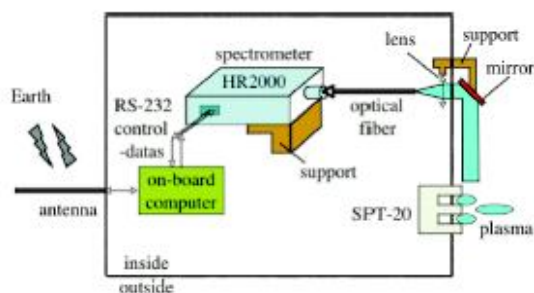 spectrometer
HR2000
lens
support
mirror
Earth
RS-232
control
-datas
optical
fiber
support
on-board
computer
antenna
SPT-20
plasma
inside
outside